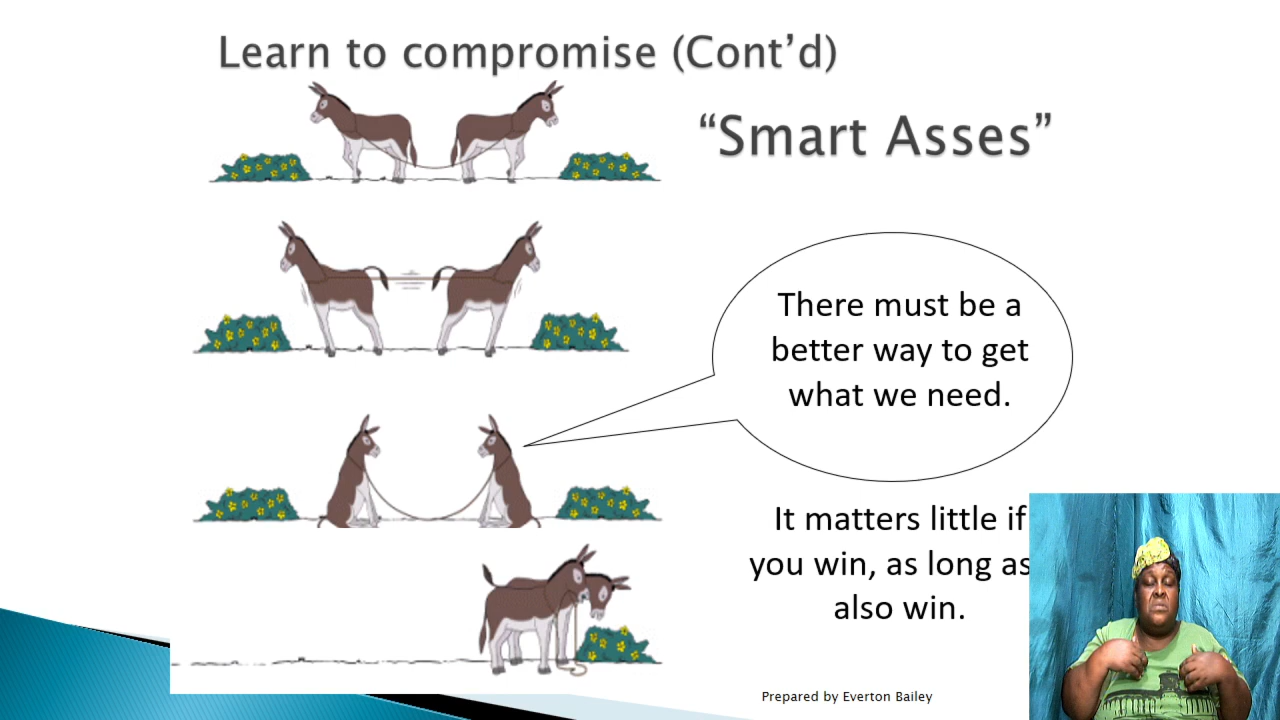 Learn to compromise (Cont’d)
“Smart Asses”
There must be a
better way to get
what we need.
It matters little if
you win, as long as
also win.
Prepared by Everton Bailey